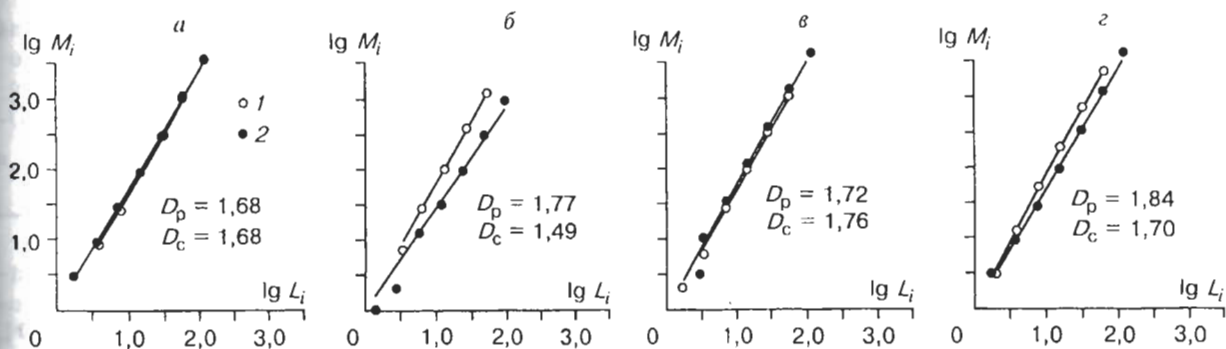 а
lg Mi
3,0
2,0
1,0
0
1
2
Dp = 1,68
Dc = 1,68
lg Li
1,0 2,0 3,0
б
lg Mi
Dp = 1,77
Dc = 1,49
lg Li
0 1,0 2,0 3,0
в
lg Mi
Dp = 1,72
Dc = 1,76
lg Li
0 1,0 2,0 3,0
г
lg Mi
Dp = 1,84
Dc = 1,70
lg Li
0 1,0 2,0 3,0